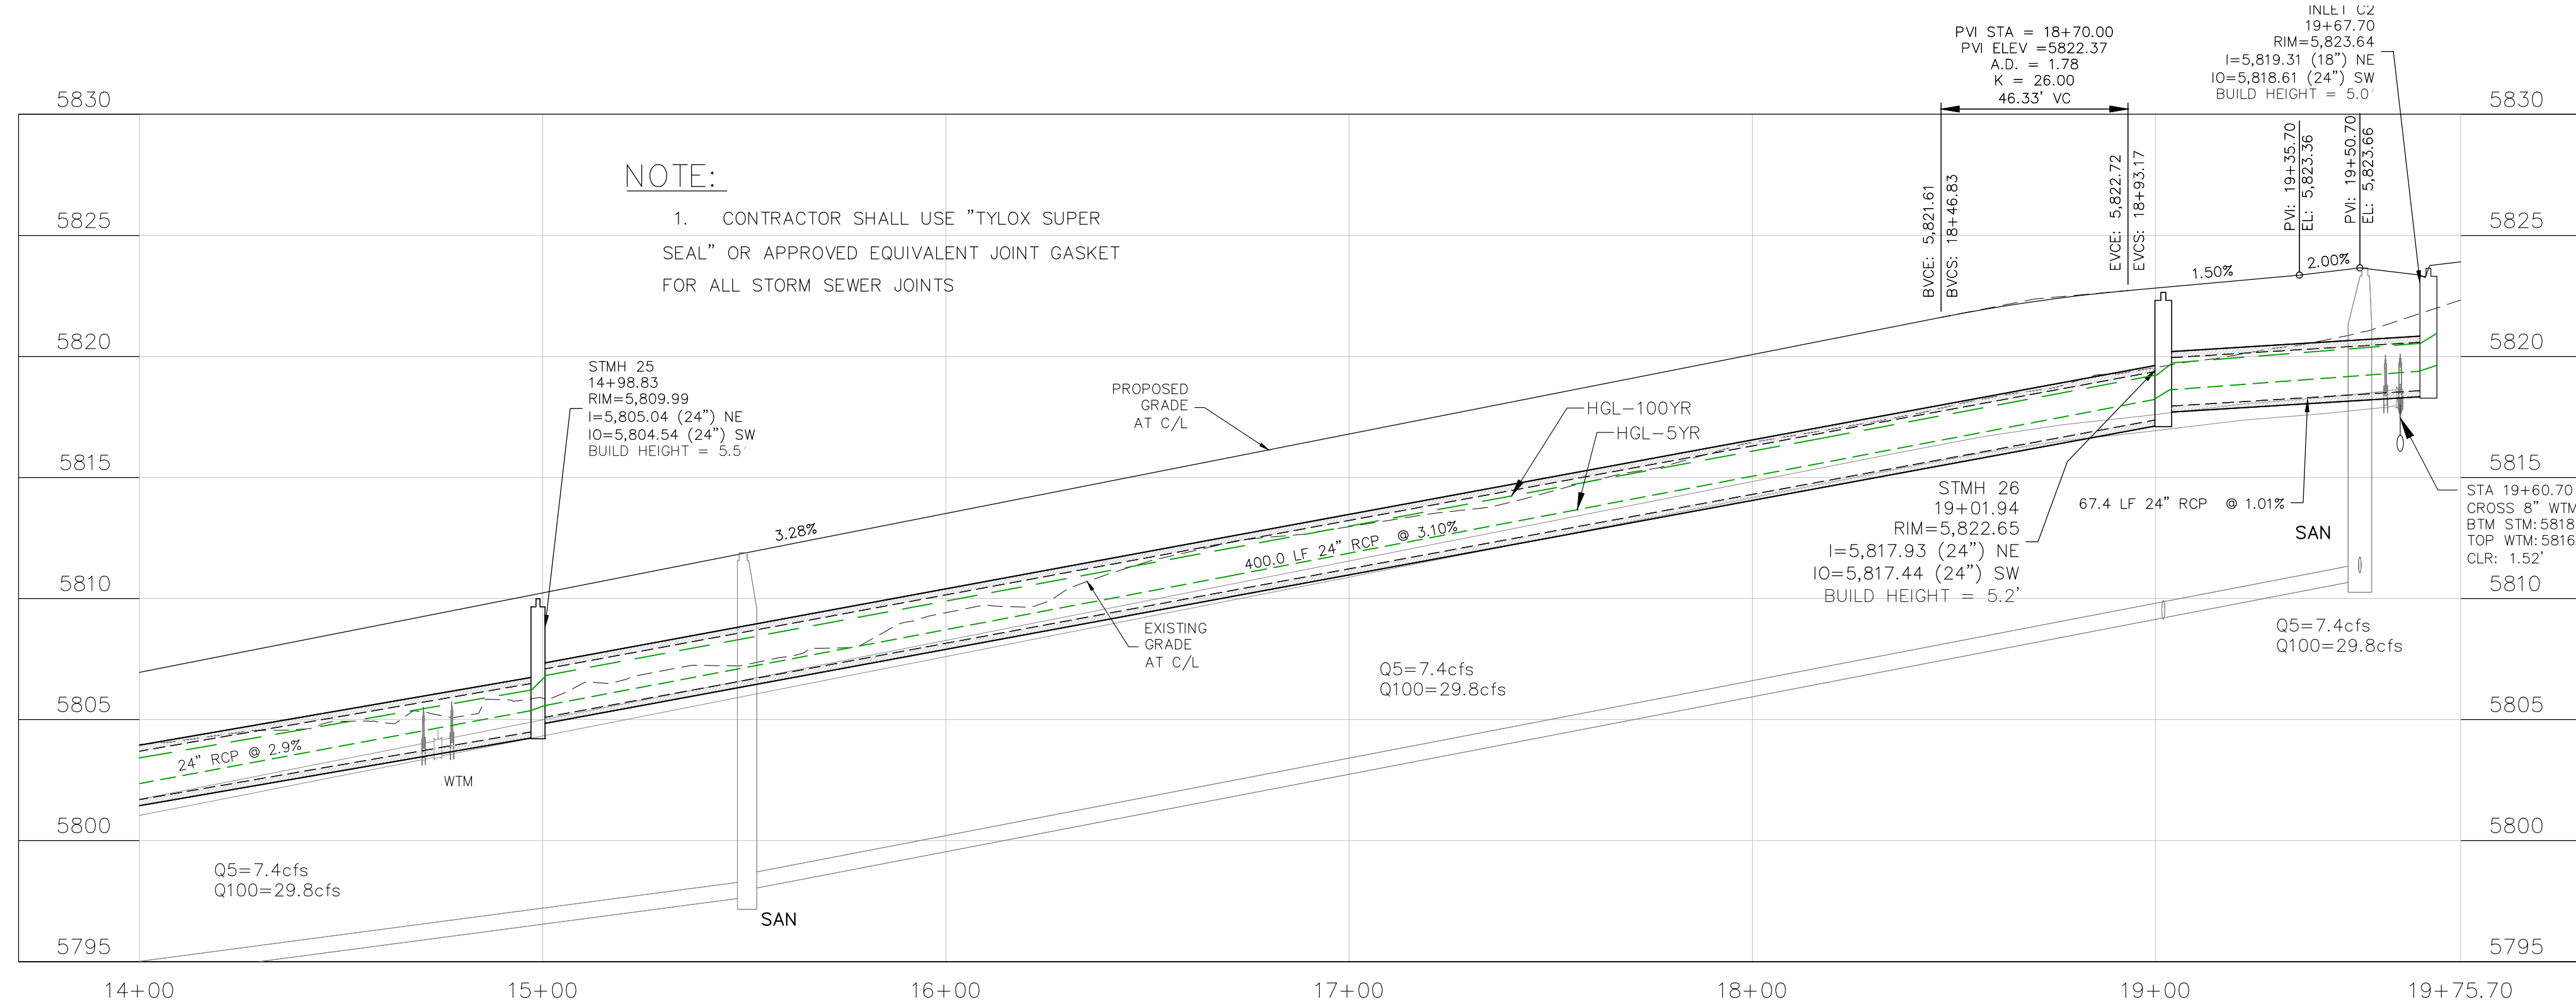 INLET C2
19+67.70
RIM=5,823.64
I=5,819.31 (18") NE
IO=5,818.61 (24") SW
BUILD HEIGHT = 5.0'
PVI STA = 18+70.00
PVI ELEV =5822.37
A.D. = 1.78
K = 26.00
46.33' VC
5830
5830
NOTE:
1. CONTRACTOR SHALL USE "TYLOX SUPER
SEAL" OR APPROVED EQUIVALENT JOINT GASKET
FOR ALL STORM SEWER JOINTS
BVCE: 5,821.61
BVCS: 18+46.83
EVCE: 5,822.72
EVCS: 18+93.17
PVI: 19+35.70
EL: 5,823.36
PVI: 19+50.70
EL: 5,823.66
5825
5825
1.50%
2.00%
5820
5820
STMH 25
14+98.83
RIM=5,809.99
I=5,805.04 (24") NE
IO=5,804.54 (24") SW
BUILD HEIGHT = 5.5'
PROPOSED
GRADE
AT C/L
HGL-100YR
HGL-5YR
5815
5815
STMH 26
19+01.94
RIM=5,822.65
I=5,817.93 (24") NE
IO=5,817.44 (24") SW
BUILD HEIGHT = 5.2'
67.4 LF 24" RCP @ 1.01%
SAN
STA 19+60.70
CROSS 8" WTM
BTM STM:5818
TOP WTM:5816
CLR: 1.52'
3.28%
400.0 LF 24" RCP @ 3.10%
5810
5810
EXISTING
GRADE
AT C/L
Q5=7.4cfs
Q100=29.8cfs
Q5=7.4cfs
Q100=29.8cfs
5805
5805
24" RCP @ 2.9%
WTM
5800
5800
Q5=7.4cfs
Q100=29.8cfs
SAN
5795
5795
14+00
15+00
16+00
17+00
18+00
19+00
19+75.70